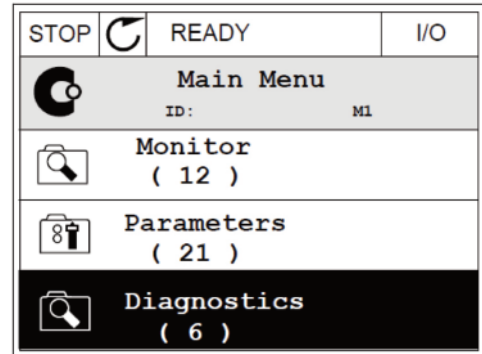 STOP READY I/O
Main Menu
ID: M1
Monitor
( 12 )
Parameters
( 21 )
Diagnostics
( 6 )